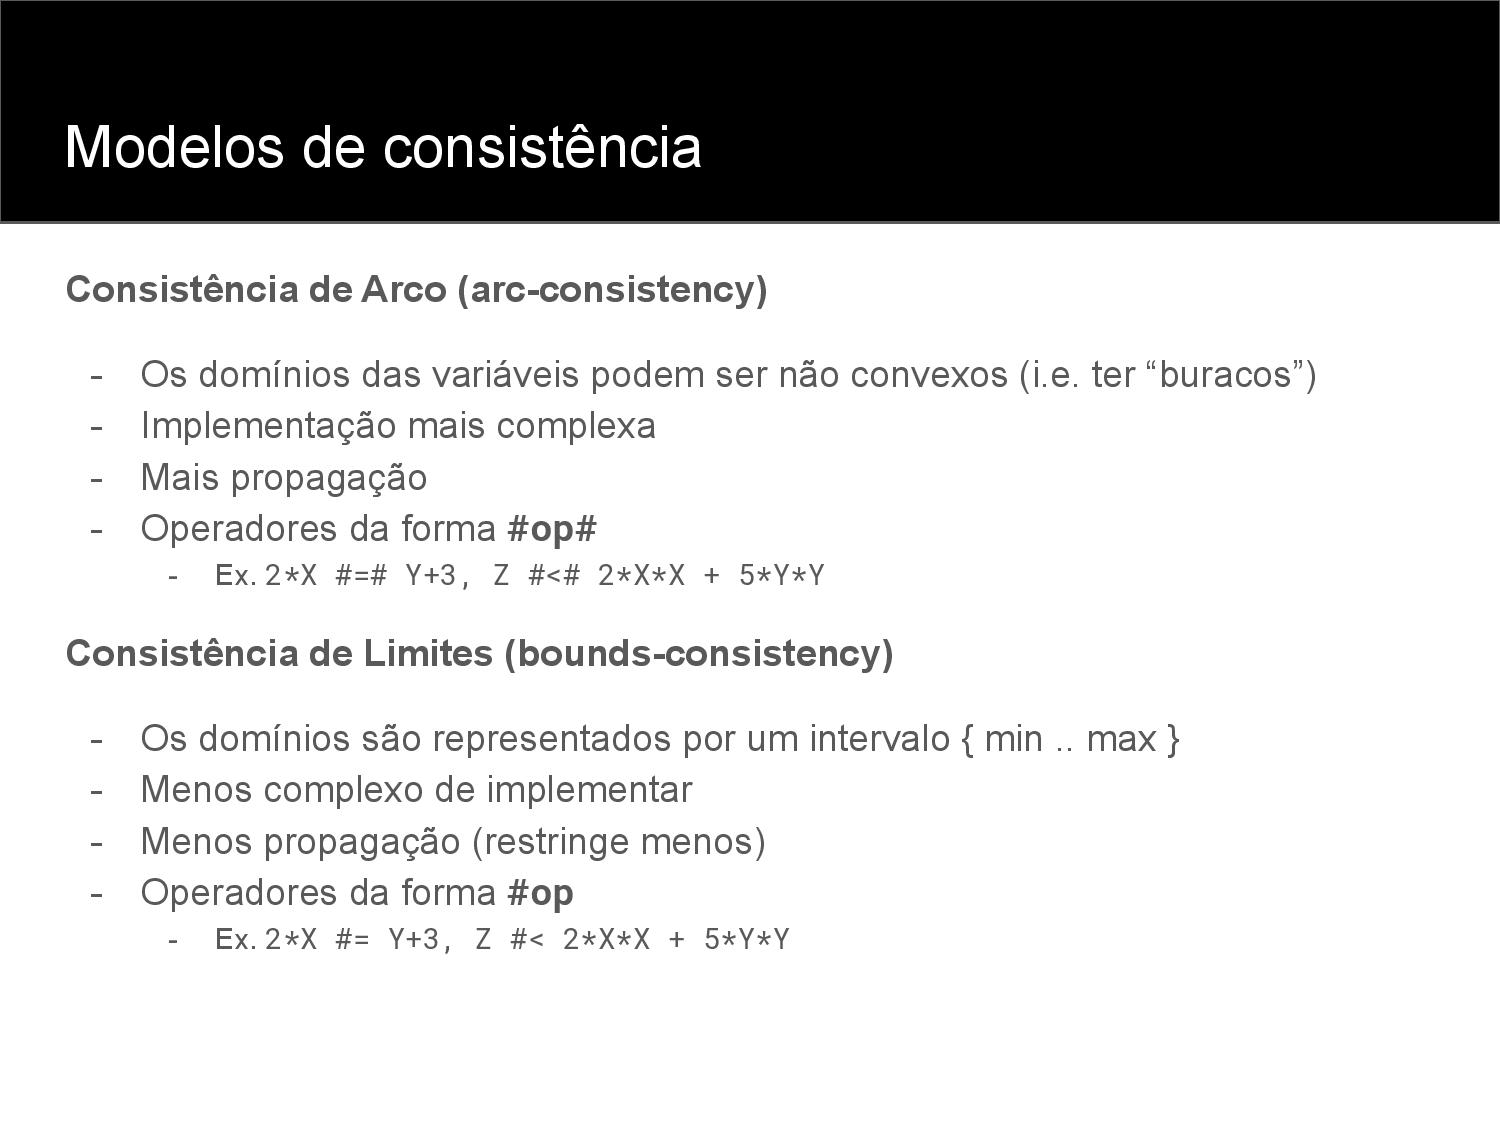 Modelos de consistência
Consistência de Arco (arc-consistency)
- Os domínios das variáveis podem ser não convexos (i.e. ter “buracos”)
- Implementação mais complexa
- Mais propagação
- Operadores da forma #op#
- Ex. 2*X #=# Y+3, Z #<# 2*X*X + 5*Y*Y
Consistência de Limites (bounds-consistency)
- Os domínios são representados por um intervalo { min .. max }
- Menos complexo de implementar
- Menos propagação (restringe menos)
- Operadores da forma #op
- Ex. 2*X #= Y+3, Z #< 2*X*X + 5*Y*Y